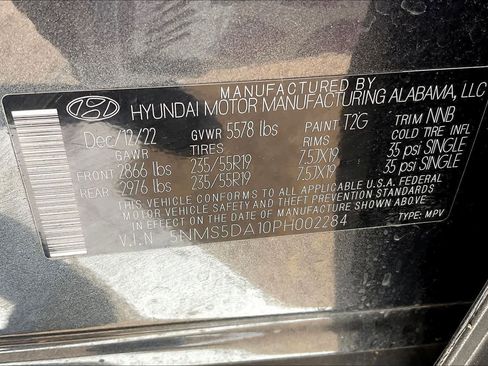 MANUFACTURED BY
HYUNDAI MOTOR MANUFACTURING ALABAMA, LLC
Dec/12/22 GVWR 5578 lbs PAINT T2G TRIM NNB
GAWR TIRES RIMS COLD TIRE INFL
FRONT 2866 lbs 235/55R19 7.5JX19 35 psi SINGLE
REAR 2976 lbs 235/55R19 7.5JX19 35 psi SINGLE
THIS VEHICLE CONFORMS TO ALL APPLICABLE U.S.A FEDERAL
MOTOR VEHICLE SAFETY AND BUMPER AND THEFT PREVENTION STANDARDS
IN EFFECT ON THE DATE OF MANUFACTURE SHOWN ABOVE
V.I.N 5NMS5DA10PH002284 TYPE: MPV